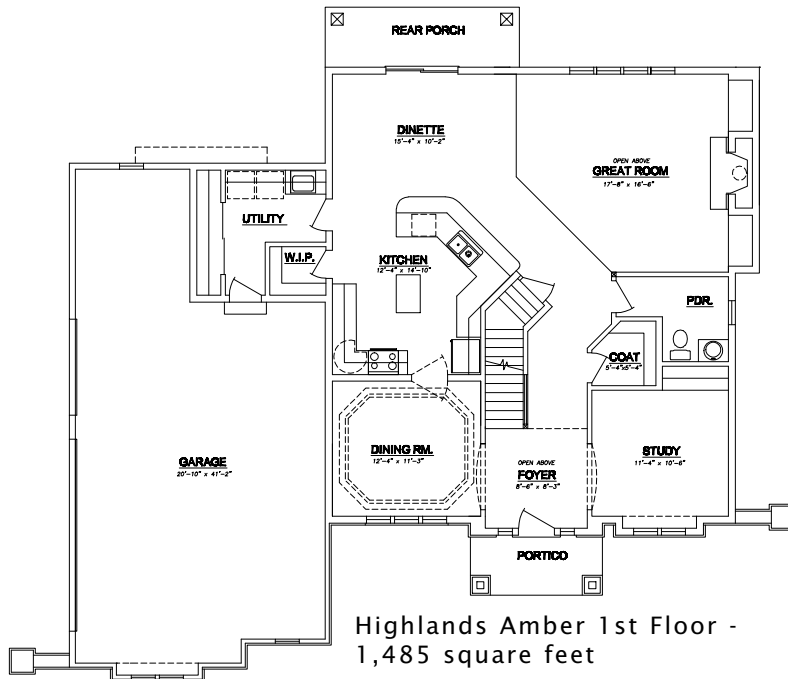 REAR PORCH
DINETTE
15'-4" x 10'-2"
OPEN ABOVE
GREAT ROOM
17'-8" x 16'-6"
UTILITY
W.I.P.
KITCHEN
12'-4" x 14'-10"
PDR.
COAT
5'-4"x5'-4"
GARAGE
20'-10" x 41'-2"
DINING RM.
12'-4" x 11'-3"
OPEN ABOVE
FOYER
8'-6" x 8'-3"
STUDY
11'-4" x 10'-6"
PORTICO
Highlands Amber 1st Floor -
1,485 square feet